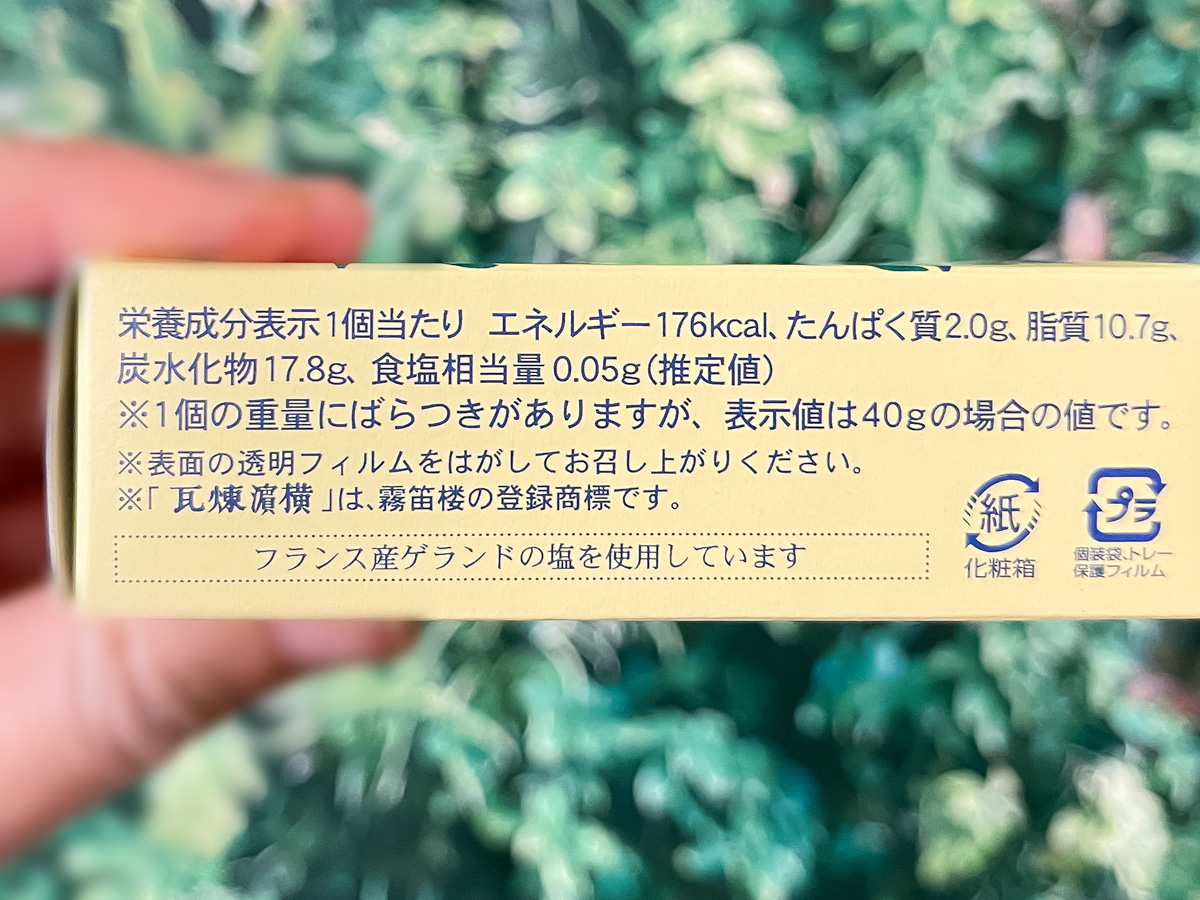 栄養成分表示1個当たり エネルギー176kcal、たんぱく質2.0g、脂質10.7g、
炭水化物17.8g、食塩相当量0.05g(推定値)
※1個の重量にばらつきがありますが、表示値は40gの場合の値です。
※表面の透明フィルムをはがしてお召し上がりください。
※「瓦煉濵横」は、霧笛楼の登録商標です。
フランス産ゲランドの塩を使用しています
紙
化粧箱
プラ
個装袋、トレー
保護フィルム